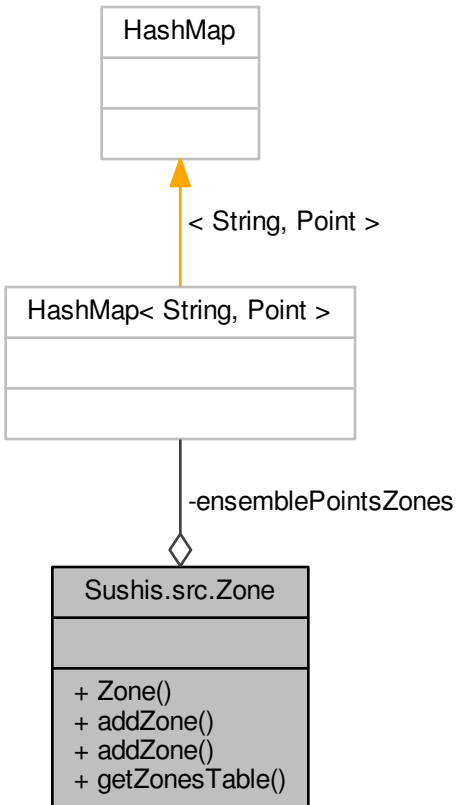 HashMap
< String, Point >
HashMap< String, Point >
-ensemblePointsZones
Sushis.src.Zone
+ Zone()
+ addZone()
+ addZone()
+ getZonesTable()